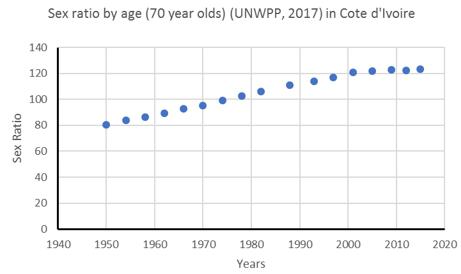 Sex ratio by age (70 year olds) (UNWPP, 2017) in Cote d'Ivoire
140
120
100
80
60
40
20
0
Sex Ratio
1940 1950 1960 1970 1980 1990 2000 2010 2020
Years